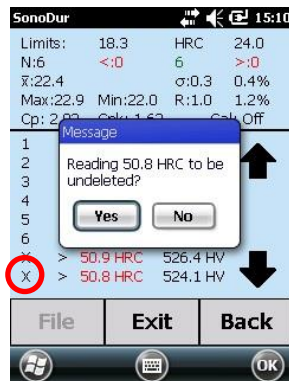 SonoDur 15:10
Limits: 18.3 HRC 24.0
N:6 <:0 6 >:0
x̅:22.4 σ:0.3 0.4%
Max:22.9 Min:22.0 R:1.0 1.2%
Cp: Off
Message
Reading 50.8 HRC to be
undeleted?
Yes No
1
2
3
4
5
6
> 50.9 HRC 526.4 HV
X > 50.8 HRC 524.1 HV
File Exit Back
OK